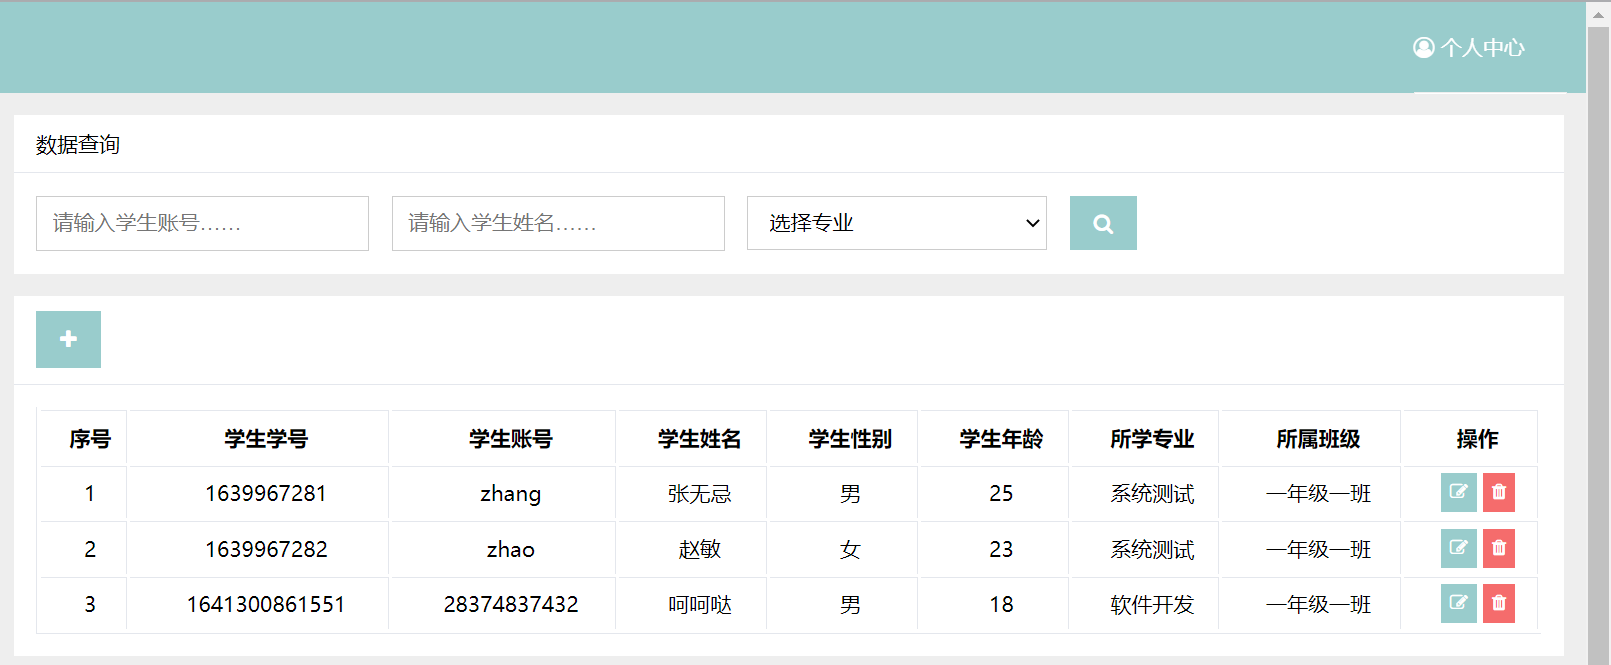 个人中心
数据查询
请输入学生账号…… 请输入学生姓名…… 选择专业
序号 学生学号 学生账号 学生姓名 学生性别 学生年龄 所学专业 所属班级 操作
1 1639967281 zhang 张无忌 男 25 系统测试 一年级一班
2 1639967282 zhao 赵敏 女 23 系统测试 一年级一班
3 1641300861551 28374837432 呵呵哒 男 18 软件开发 一年级一班